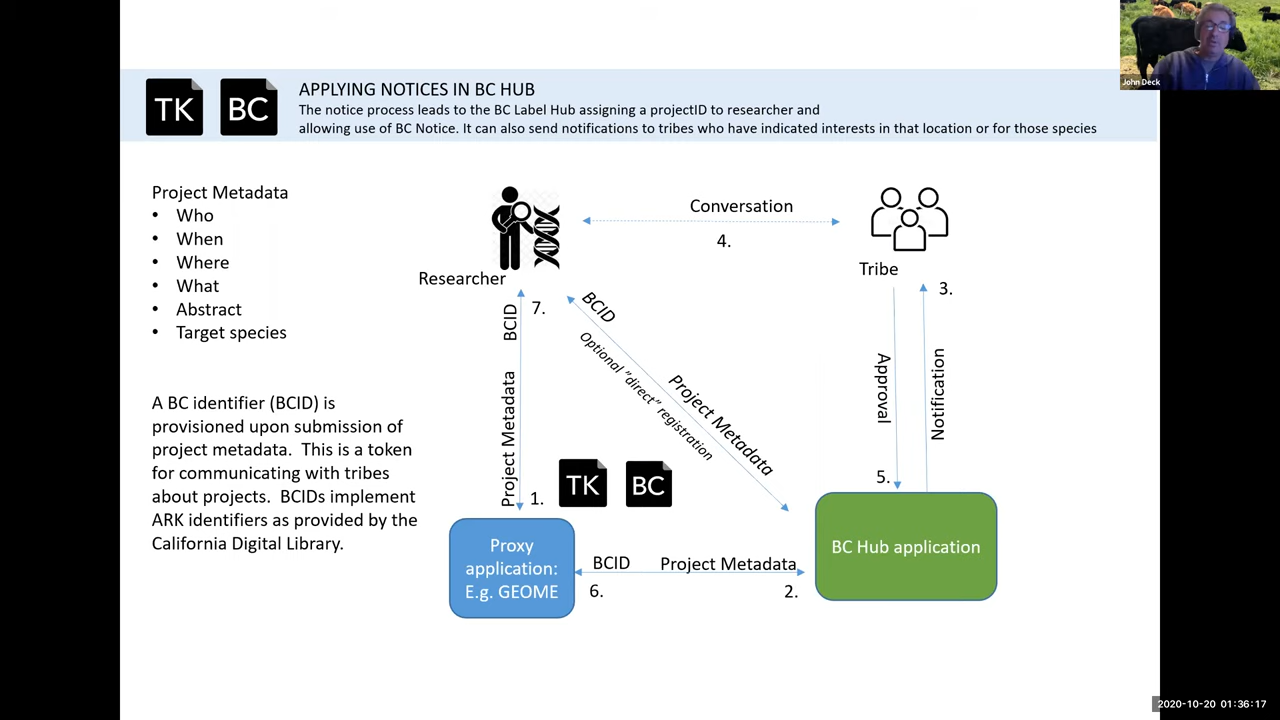 John Deck
TK
BC
APPLYING NOTICES IN BC HUB
The notice process leads to the BC Label Hub assigning a projectID to researcher and
allowing use of BC Notice. It can also send notifications to tribes who have indicated interests in that location or for those species
Project Metadata
• Who
• When
• Where
• What
• Abstract
• Target species
A BC identifier (BCID) is
provisioned upon submission of
project metadata. This is a token
for communicating with tribes
about projects. BCIDs implement
ARK identifiers as provided by the
California Digital Library.
Researcher
Conversation
4.
Tribe
3.
7.
BCID
Project Metadata
1.
BCID
Project Metadata
Optional "direct" registration
Approval
Notification
5.
TK
BC
Proxy
application:
E.g. GEOME
BCID
Project Metadata
6.
2.
BC Hub application
2020-10-20 01:36:17